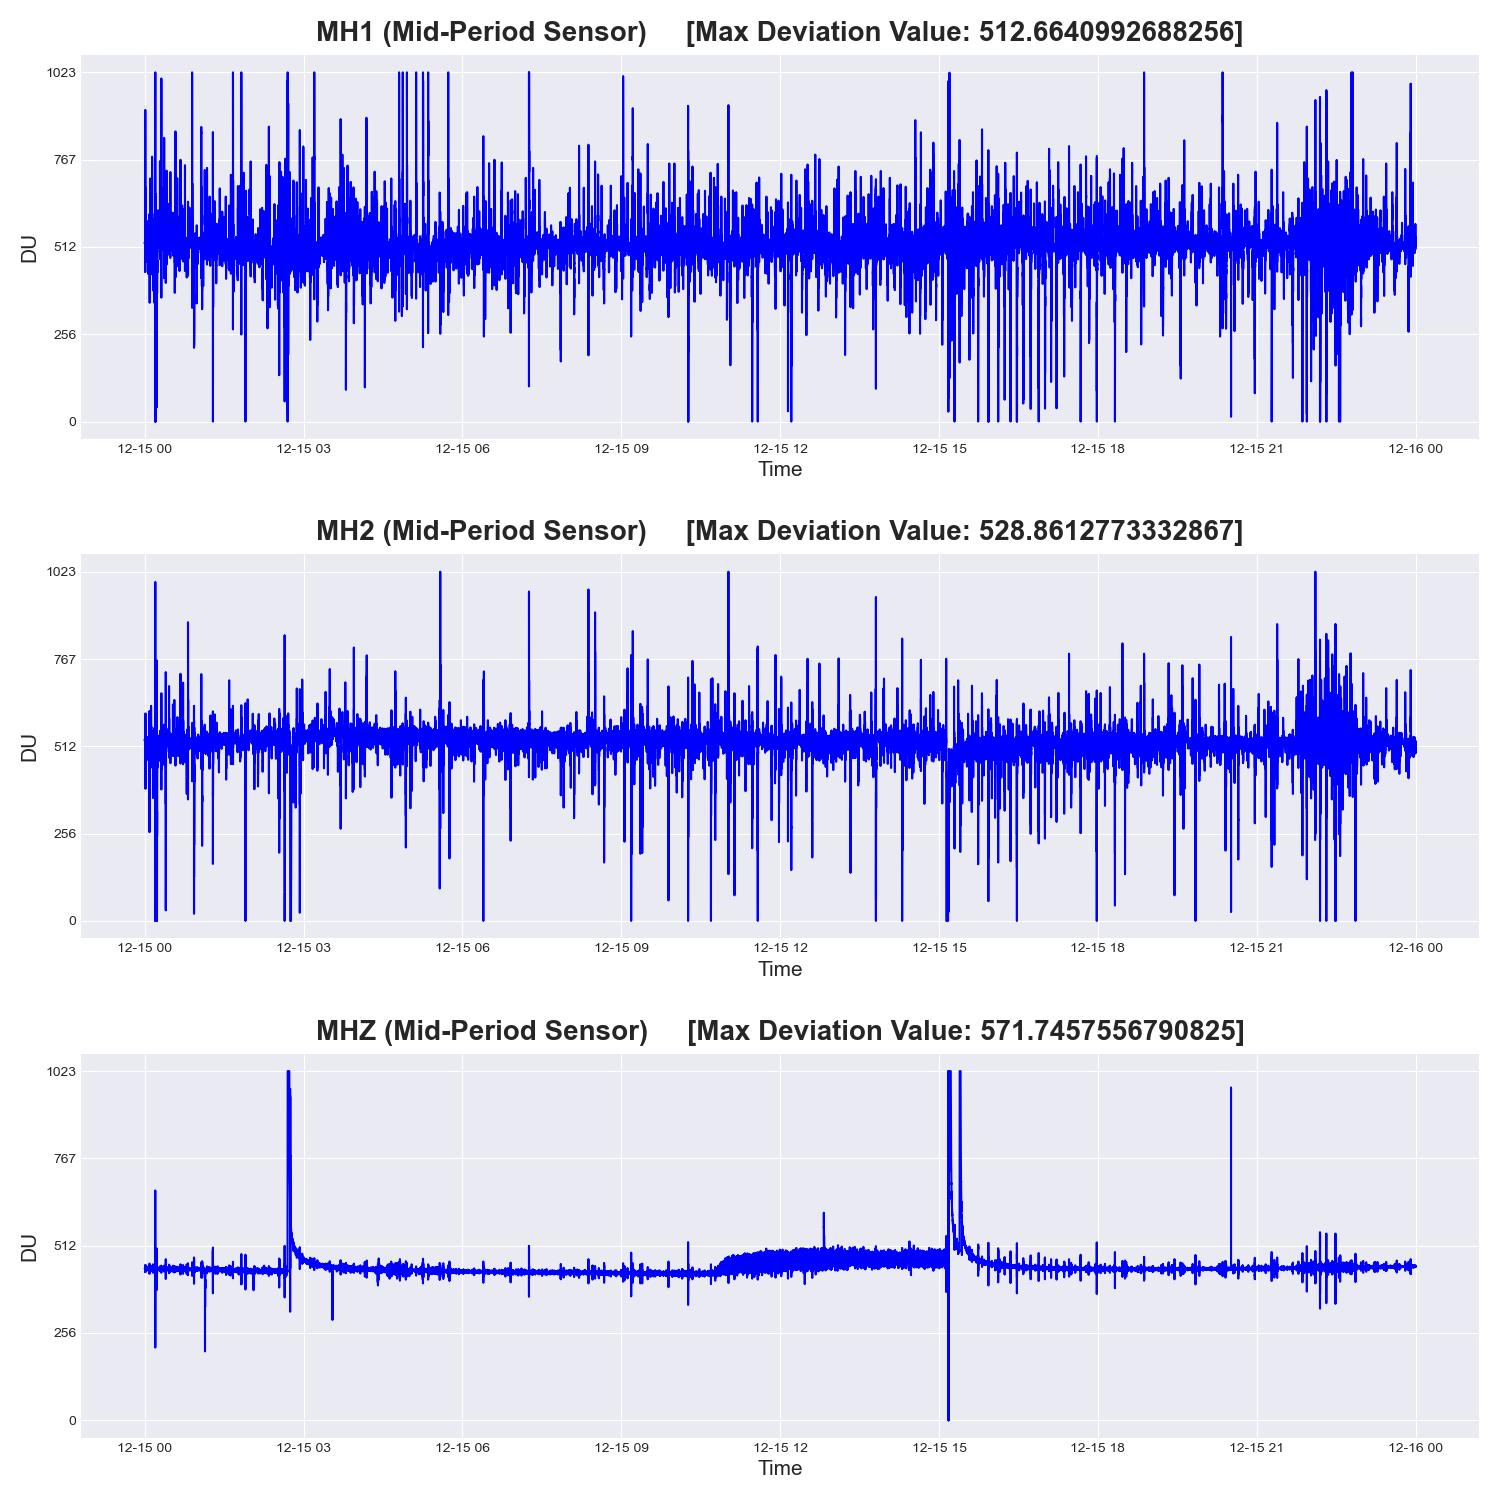 MH1 (Mid-Period Sensor) [Max Deviation Value: 512.6640992688256]
1023
767
512
256
0
DU
12-15 00 12-15 03 12-15 06 12-15 09 12-15 12 12-15 15 12-15 18 12-15 21 12-16 00
Time
MH2 (Mid-Period Sensor) [Max Deviation Value: 528.8612773332867]
1023
767
512
256
0
DU
12-15 00 12-15 03 12-15 06 12-15 09 12-15 12 12-15 15 12-15 18 12-15 21 12-16 00
Time
MHZ (Mid-Period Sensor) [Max Deviation Value: 571.7457556790825]
1023
767
512
256
0
DU
12-15 00 12-15 03 12-15 06 12-15 09 12-15 12 12-15 15 12-15 18 12-15 21 12-16 00
Time